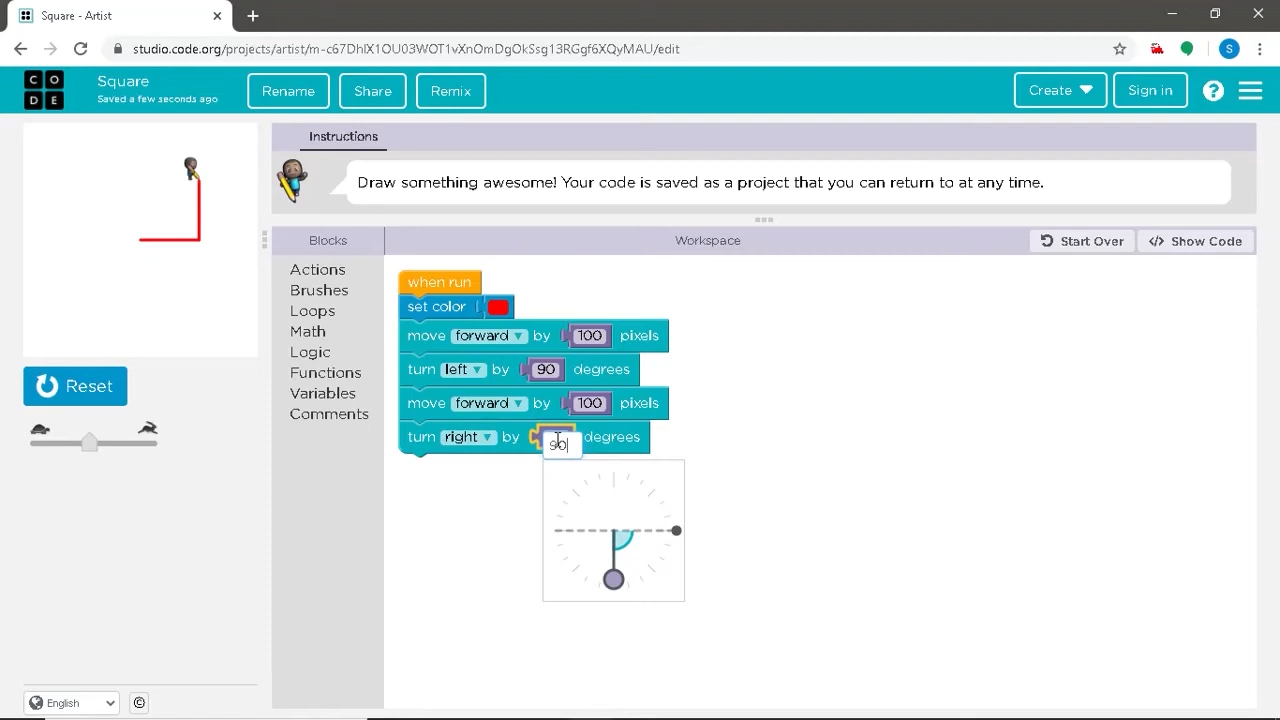 Square - Artist
studio.code.org/projects/artist/m-c67DhlX1OU03WOT1vXnOmDgOkSsg13RGgf6XQyMAU/edit
S
C O
D E
Square
Saved a few seconds ago
Rename
Share
Remix
Create
Sign in
?
Instructions
Draw something awesome! Your code is saved as a project that you can return to at any time.
Blocks
Workspace
Start Over
</> Show Code
Actions
Brushes
Loops
Math
Logic
Functions
Variables
Comments
when run
set color
move forward by 100 pixels
turn left by 90 degrees
move forward by 100 pixels
turn right by 90 degrees
Reset
English
©